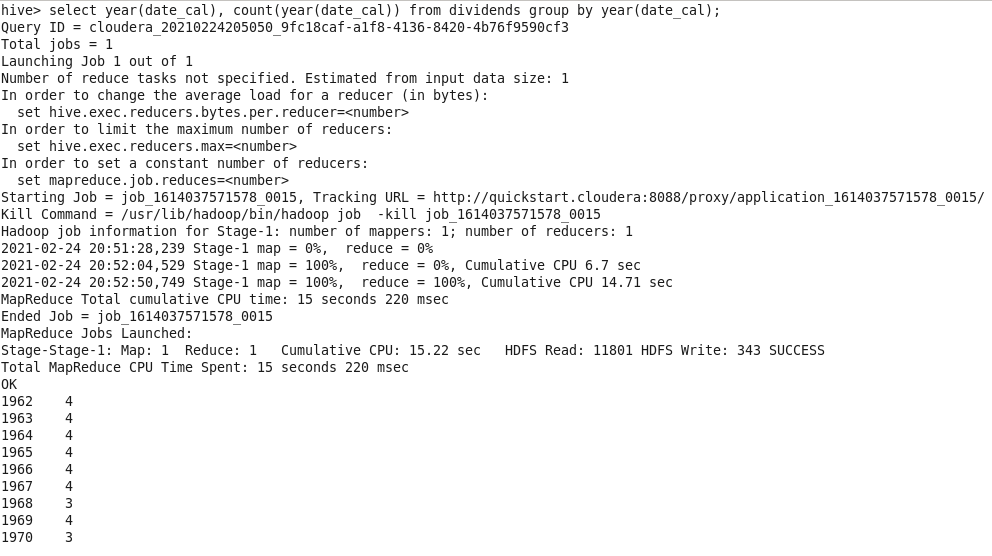 hive> select year(date_cal), count(year(date_cal)) from dividends group by year(date_cal);
Query ID = cloudera_20210224205050_9fc18caf-a1f8-4136-8420-4b76f9590cf3
Total jobs = 1
Launching Job 1 out of 1
Number of reduce tasks not specified. Estimated from input data size: 1
In order to change the average load for a reducer (in bytes):
  set hive.exec.reducers.bytes.per.reducer=<number>
In order to limit the maximum number of reducers:
  set hive.exec.reducers.max=<number>
In order to set a constant number of reducers:
  set mapreduce.job.reduces=<number>
Starting Job = job_1614037571578_0015, Tracking URL = http://quickstart.cloudera:8088/proxy/application_1614037571578_0015/
Kill Command = /usr/lib/hadoop/bin/hadoop job  -kill job_1614037571578_0015
Hadoop job information for Stage-1: number of mappers: 1; number of reducers: 1
2021-02-24 20:51:28,239 Stage-1 map = 0%,  reduce = 0%
2021-02-24 20:52:04,529 Stage-1 map = 100%,  reduce = 0%, Cumulative CPU 6.7 sec
2021-02-24 20:52:50,749 Stage-1 map = 100%,  reduce = 100%, Cumulative CPU 14.71 sec
MapReduce Total cumulative CPU time: 15 seconds 220 msec
Ended Job = job_1614037571578_0015
MapReduce Jobs Launched:
Stage-Stage-1: Map: 1  Reduce: 1   Cumulative CPU: 15.22 sec   HDFS Read: 11801 HDFS Write: 343 SUCCESS
Total MapReduce CPU Time Spent: 15 seconds 220 msec
OK
1962    4
1963    4
1964    4
1965    4
1966    4
1967    4
1968    3
1969    4
1970    3